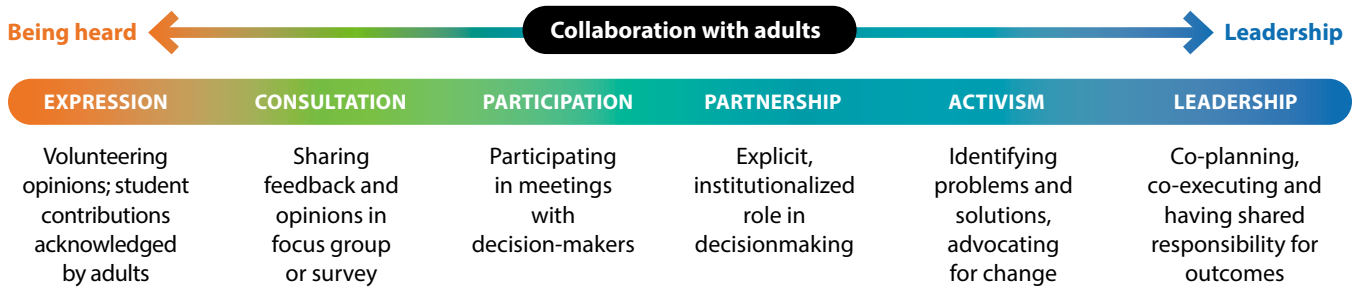 Being heard
Collaboration with adults
Leadership
EXPRESSION
CONSULTATION
PARTICIPATION
PARTNERSHIP
ACTIVISM
LEADERSHIP
Volunteering
opinions; student
contributions
acknowledged
by adults
Sharing
feedback and
opinions in
focus group
or survey
Participating
in meetings
with
decision-makers
Explicit,
institutionalized
role in
decisionmaking
Identifying
problems and
solutions,
advocating
for change
Co-planning,
co-executing and
having shared
responsibility for
outcomes